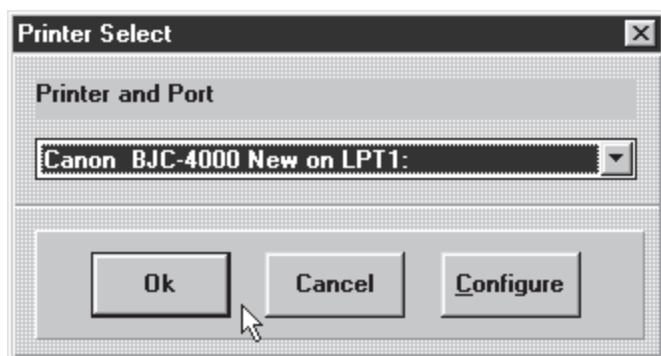 Printer Select
Printer and Port
Canon BJC-4000 New on LPT1:
Ok Cancel Configure